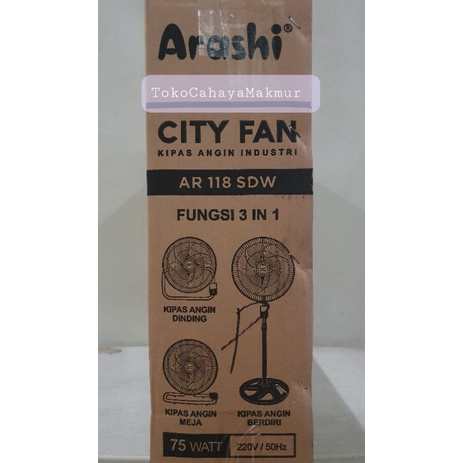 Arashi®
TokoCahayaMakmur
CITY FAN
KIPAS ANGIN INDUSTRI
AR 118 SDW
FUNGSI 3 IN 1
KIPAS ANGIN
DINDING
KIPAS ANGIN
MEJA
KIPAS ANGIN
BERDIRI
75 WATT
220V / 50Hz